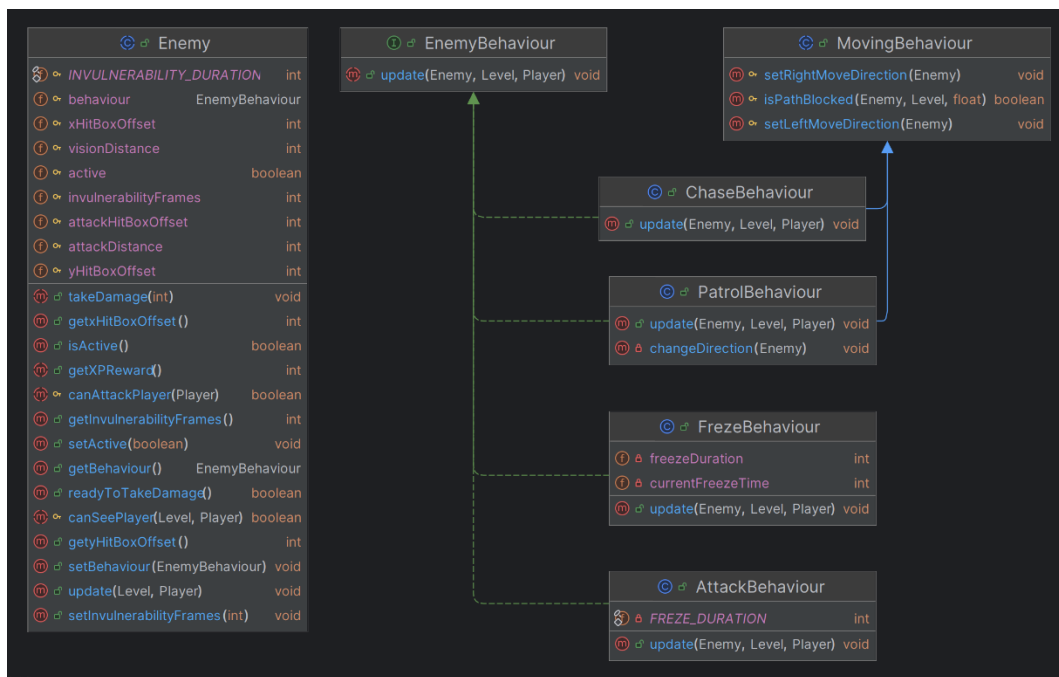 Enemy
INVULNERABILITY_DURATION int
behaviour EnemyBehaviour
xHitBoxOffset int
visionDistance int
active boolean
invulnerabilityFrames int
attackHitBoxOffset int
attackDistance int
yHitBoxOffset int
takeDamage(int) void
getxHitBoxOffset() int
isActive() boolean
getXPReward() int
canAttackPlayer(Player) boolean
getInvulnerabilityFrames() int
setActive(boolean) void
getBehaviour() EnemyBehaviour
readyToTakeDamage() boolean
canSeePlayer(Level, Player) boolean
getyHitBoxOffset() int
setBehaviour(EnemyBehaviour) void
update(Level, Player) void
setInvulnerabilityFrames(int) void
EnemyBehaviour
update(Enemy, Level, Player) void
MovingBehaviour
setRightMoveDirection(Enemy) void
isPathBlocked(Enemy, Level, float) boolean
setLeftMoveDirection(Enemy) void
ChaseBehaviour
update(Enemy, Level, Player) void
PatrolBehaviour
update(Enemy, Level, Player) void
changeDirection(Enemy) void
FrezeBehaviour
freezeDuration int
currentFreezeTime int
update(Enemy, Level, Player) void
AttackBehaviour
FREZE_DURATION int
update(Enemy, Level, Player) void